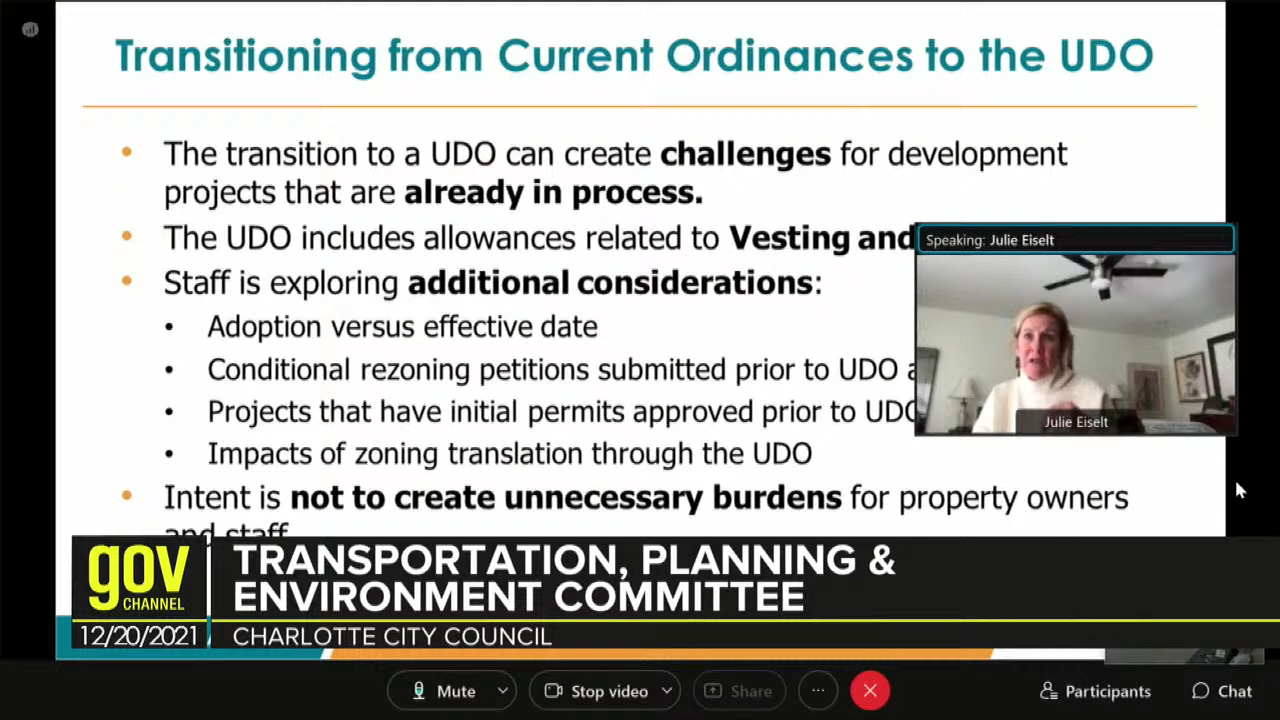 Transitioning from Current Ordinances to the UDO
• The transition to a UDO can create challenges for development
projects that are already in process.
• The UDO includes allowances related to Vesting and
Speaking: Julie Eiselt
• Staff is exploring additional considerations:
• Adoption versus effective date
• Conditional rezoning petitions submitted prior to UDO a
• Projects that have initial permits approved prior to UDO
Julie Eiselt
• Impacts of zoning translation through the UDO
• Intent is not to create unnecessary burdens for property owners
and staff
gov
CHANNEL
TRANSPORTATION, PLANNING &
ENVIRONMENT COMMITTEE
12/20/2021
CHARLOTTE CITY COUNCIL
Mute
Stop video
Share
Participants
Chat